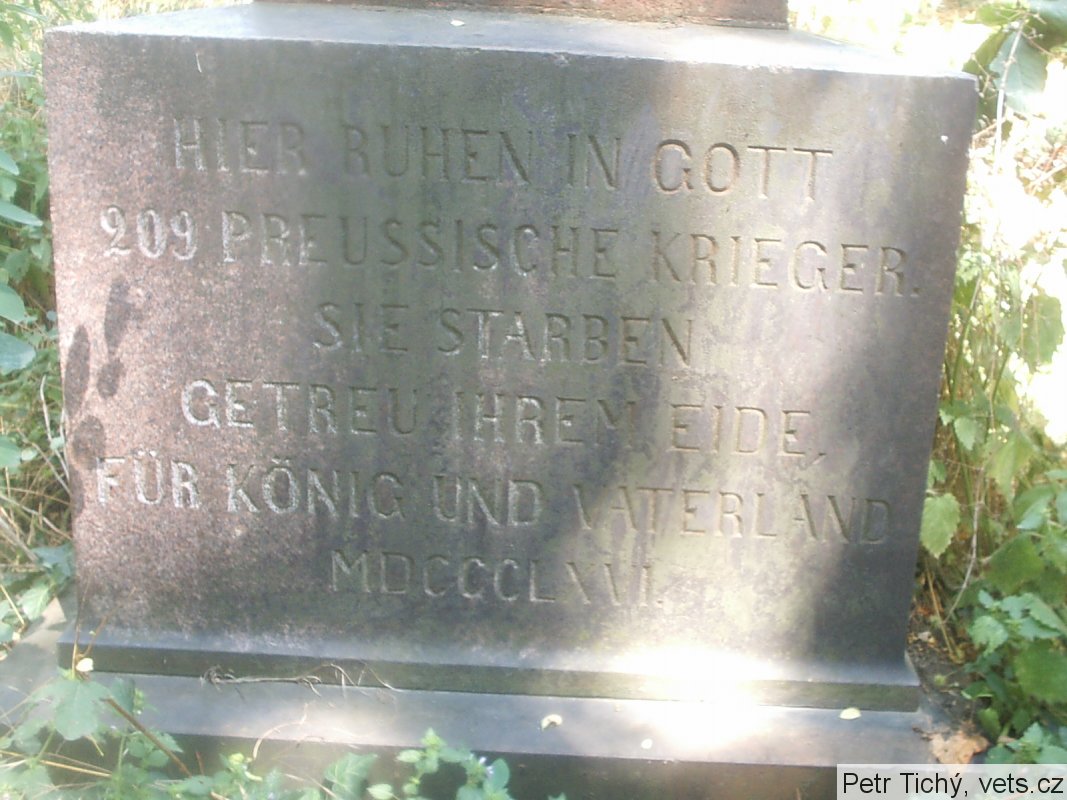 HIER RUHEN IN GOTT
209 PREUSSISCHE KRIEGER.
SIE STARBEN
GETREU IHREM EIDE,
FÜR KÖNIG UND VATERLAND
MDCCCLXVI.
Petr Tichý, vets.cz